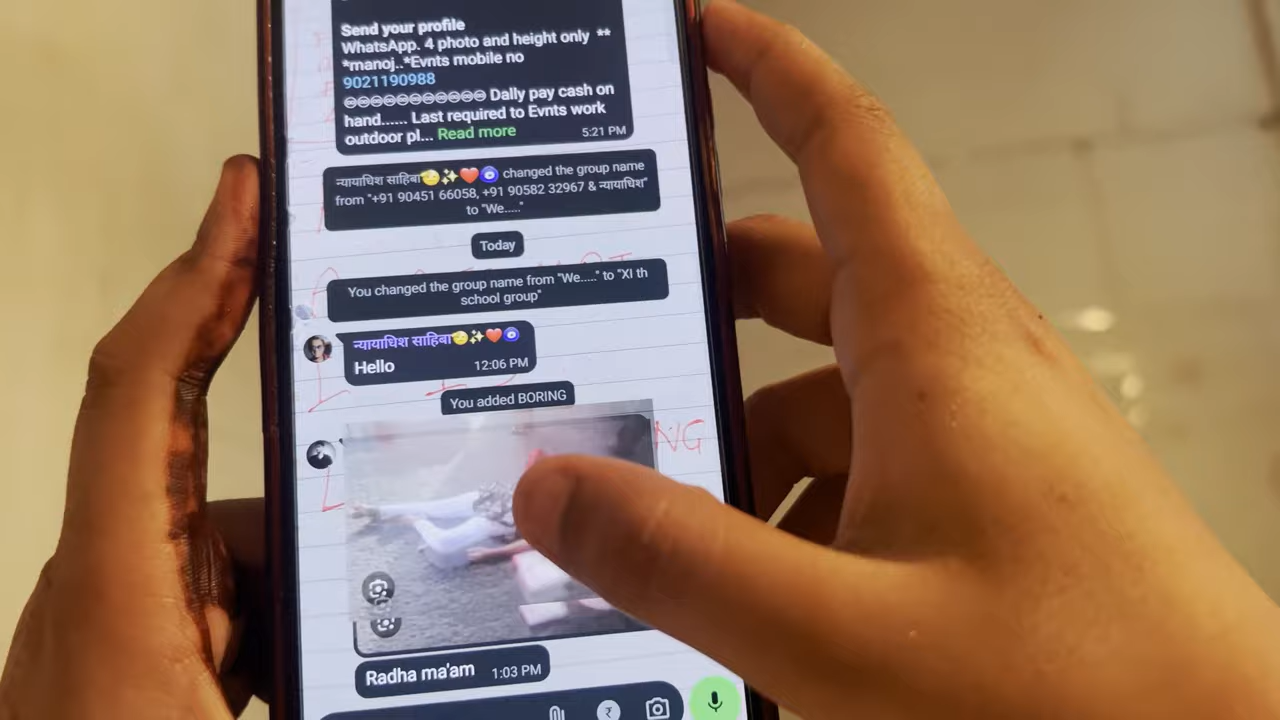 Send your profile
WhatsApp. 4 photo and height only **
*manoj..*Evnts mobile no
9021190988
♾♾♾♾♾♾♾♾♾♾♾ Dally pay cash on
hand...... Last required to Evnts work
outdoor pl... Read more 5:21 PM
न्यायाधिश साहिबा🫡✨❤️🧿 changed the group name
from "+91 90451 66058, +91 90582 32967 & न्यायाधिश"
to "We....."
Today
You changed the group name from "We....." to "XI th
school group"
न्यायाधिश साहिबा🫡✨❤️🧿
Hello 12:06 PM
You added BORING
NG
Radha ma'am 1:03 PM